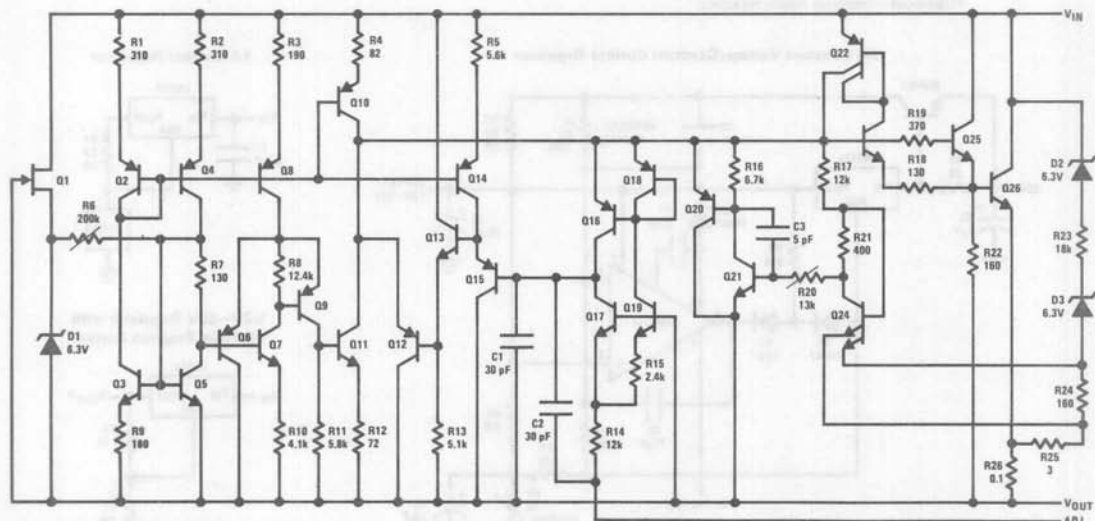 R1
310
R2
310
R3
190
R4
82
R5
5.6k
Q22
VIN
Q10
R19
370
Q25
Q1
Q2
Q4
Q8
Q14
Q18
R16
6.7k
R17
12k
R18
130
Q26
D2
6.3V
R6
200k
Q16
Q20
Q13
C3
5 pF
R21
400
R23
18k
R7
130
R8
12.4k
Q15
Q21
R22
160
Q9
R20
13k
D1
6.3V
Q6
Q7
Q11
Q12
Q17
Q19
Q24
D3
6.3V
C1
30 pF
R15
2.4k
Q3
Q5
R24
160
R9
180
R10
4.1k
R11
5.8k
R12
72
R13
5.1k
C2
30 pF
R14
12k
R25
3
R26
0.1
VOUT
ADJ